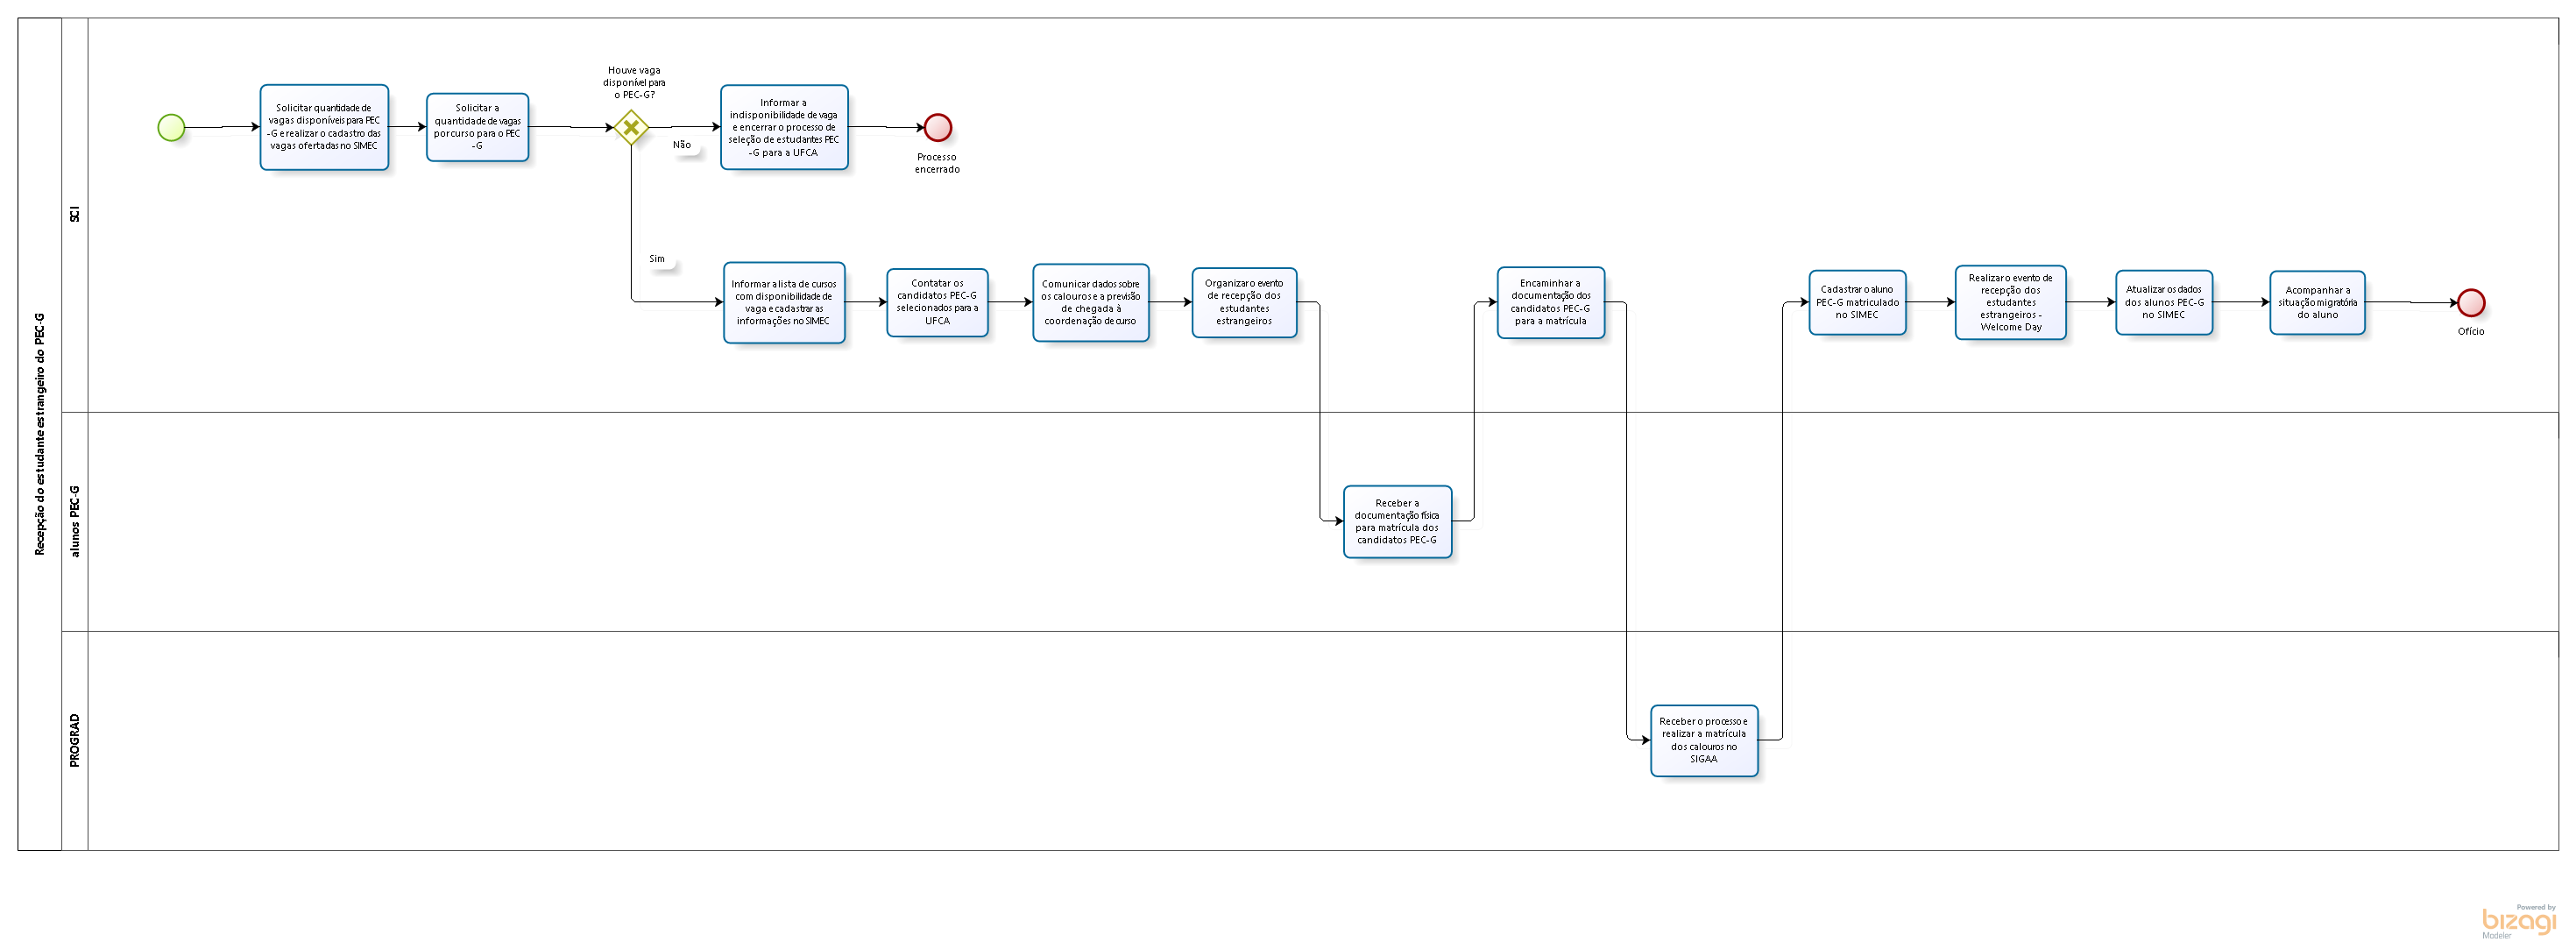 Recepção do estudante estrangeiro do PEC-G
SCI
Solicitar quantidade de
vagas disponíveis para PEC
-G e realizar o cadastro das
vagas ofertadas no SIMEC
Solicitar a
quantidade de vagas
por curso para o PEC
-G
Houve vaga
disponível para
o PEC-G?
Não
Informar a
indisponibilidade de vaga
e encerrar o processo de
seleção de estudantes PEC
-G para a UFCA
Processo
encerrado
Sim
Informar a lista de cursos
com disponibilidade de
vaga e cadastrar as
informações no SIMEC
Contatar os
candidatos PEC-G
selecionados para a
UFCA
Comunicar dados sobre
os calouros e a previsão
de chegada à
coordenação de curso
Organizar o evento
de recepção dos
estudantes
estrangeiros
Encaminhar a
documentação dos
candidatos PEC-G
para a matrícula
Cadastrar o aluno
PEC-G matriculado
no SIMEC
Realizar o evento de
recepção dos
estudantes
estrangeiros -
Welcome Day
Atualizar os dados
dos alunos PEC-G
no SIMEC
Acompanhar a
situação migratória
do aluno
Ofício
alunos PEC-G
Receber a
documentação física
para matrícula dos
candidatos PEC-G
PROGRAD
Receber o processo e
realizar a matrícula
dos calouros no
SIGAA
Powered by
bizagi
Modeler